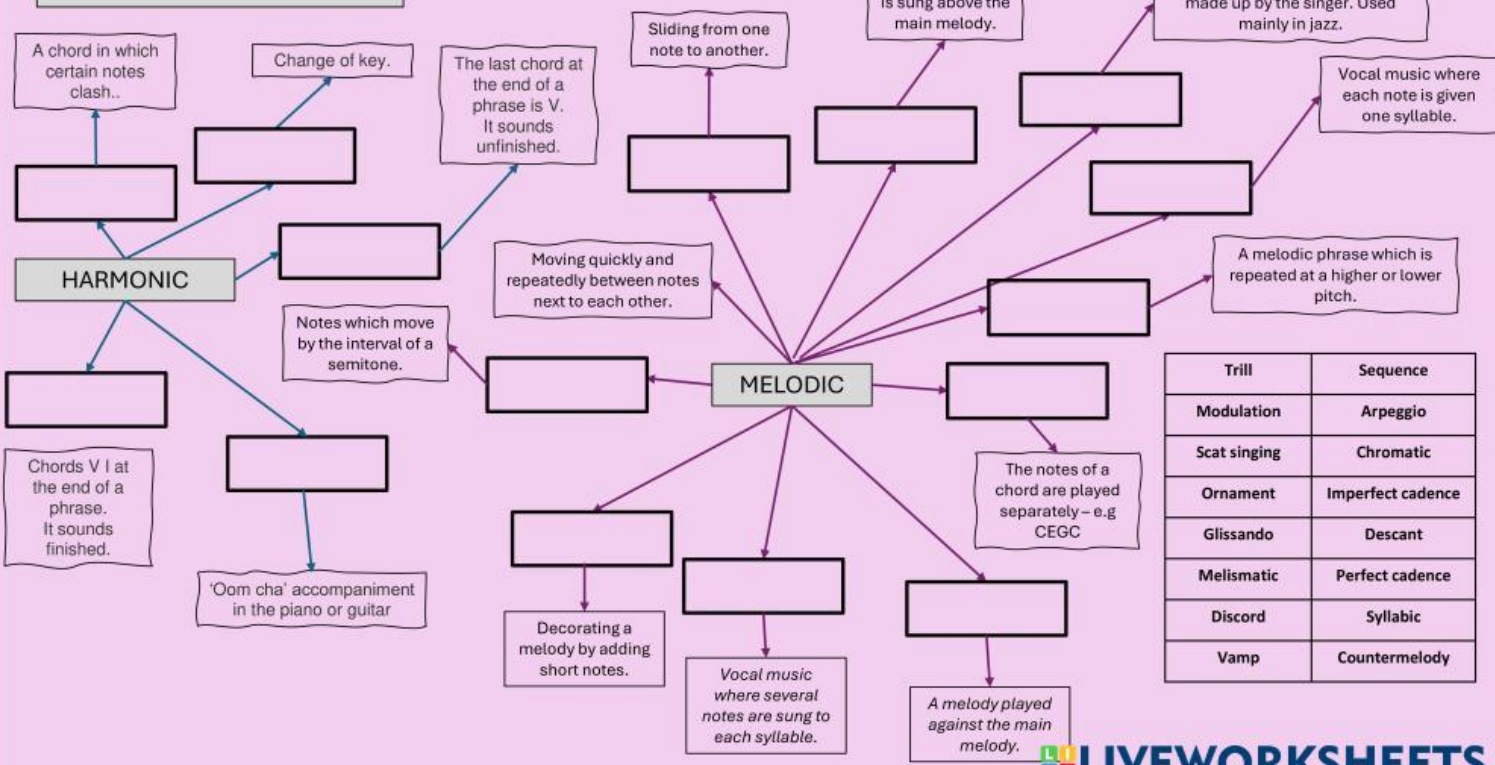 is sung above the
main melody.
made up by the singer. Used
mainly in jazz.
Sliding from one
note to another.
A chord in which
certain notes
clash..
Change of key.
The last chord at
the end of a
phrase is V.
It sounds
unfinished.
Vocal music where
each note is given
one syllable.
HARMONIC
Moving quickly and
repeatedly between notes
next to each other.
A melodic phrase which is
repeated at a higher or lower
pitch.
Notes which move
by the interval of a
semitone.
MELODIC
Chords V I at
the end of a
phrase.
It sounds
finished.
The notes of a
chord are played
separately – e.g
CEGC
'Oom cha' accompaniment
in the piano or guitar
Decorating a
melody by adding
short notes.
Vocal music
where several
notes are sung to
each syllable.
A melody played
against the main
melody.
Trill Sequence
Modulation Arpeggio
Scat singing Chromatic
Ornament Imperfect cadence
Glissando Descant
Melismatic Perfect cadence
Discord Syllabic
Vamp Countermelody
LIVEWORKSHEETS